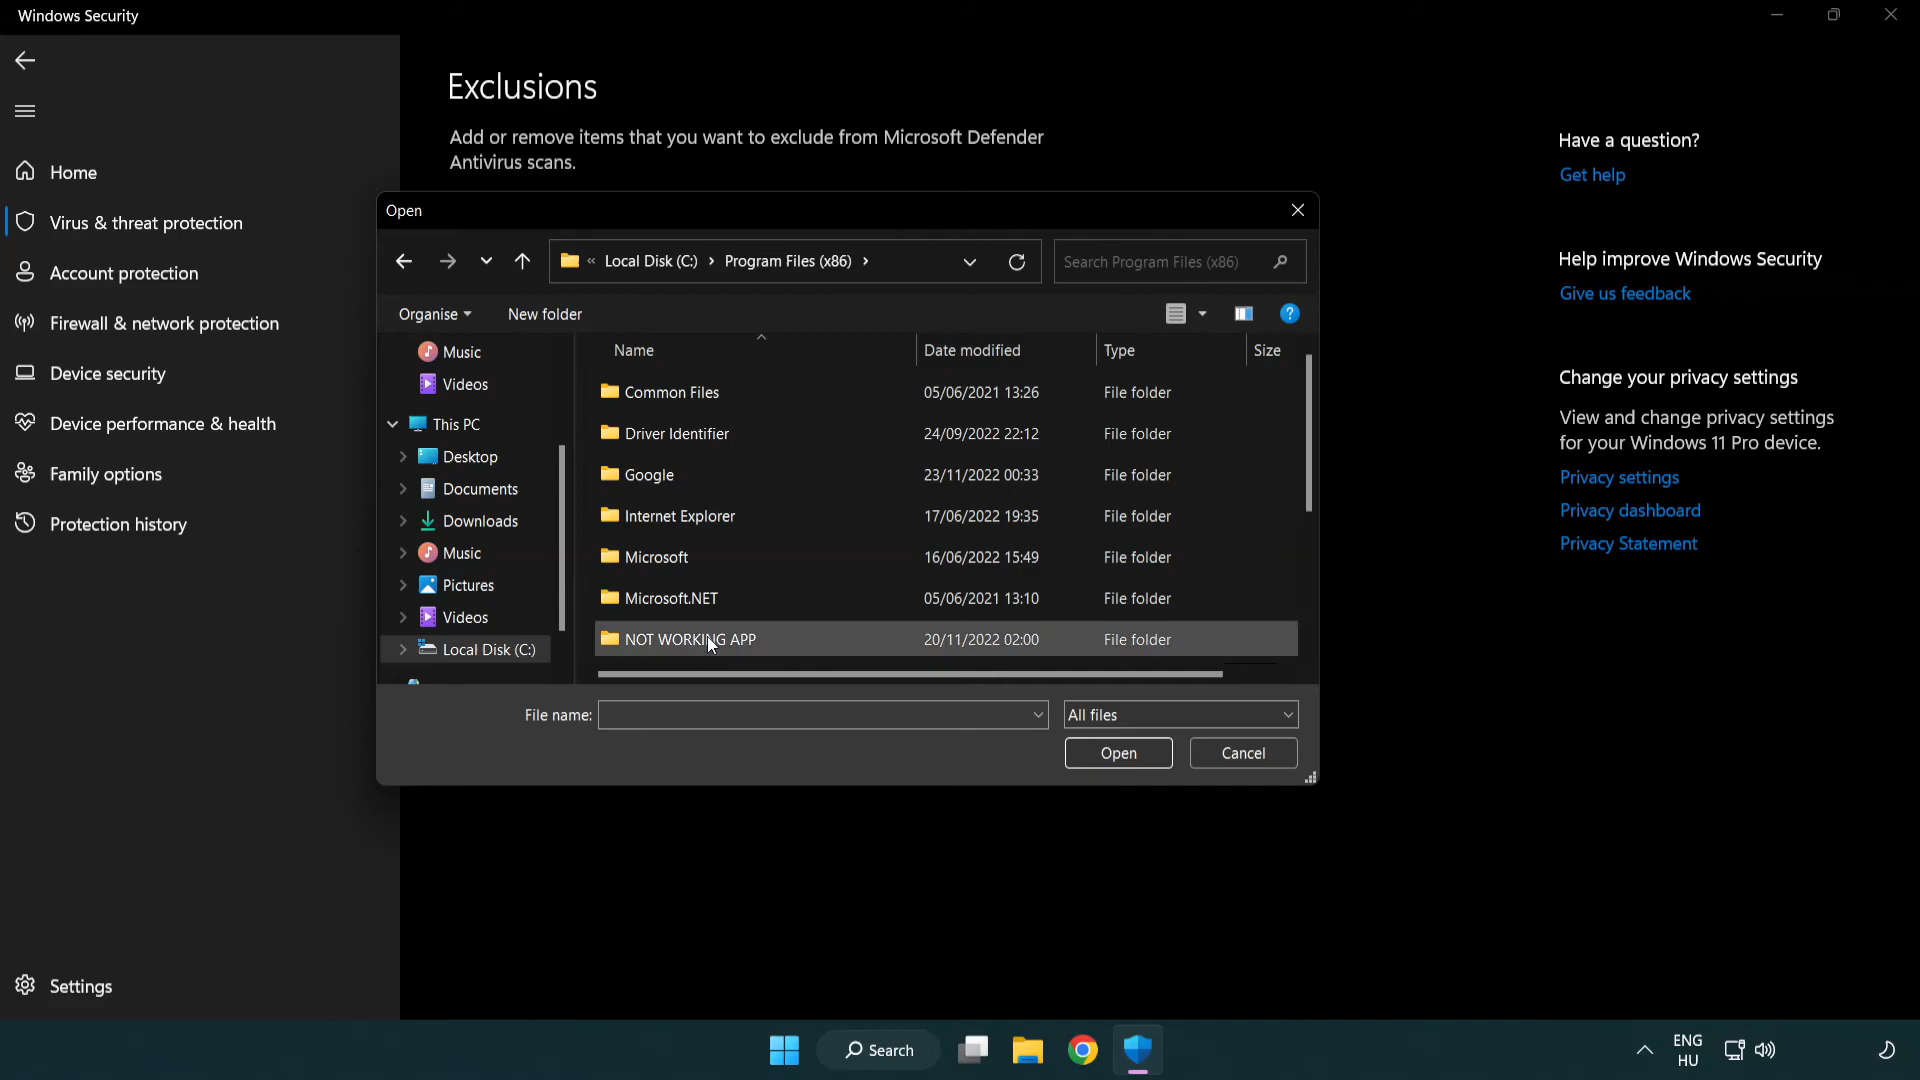 Windows Security
Home
Virus & threat protection
Account protection
Firewall & network protection
Device security
Device performance & health
Family options
Protection history
Settings
Exclusions
Add or remove items that you want to exclude from Microsoft Defender
Antivirus scans.
Open
« Local Disk (C:) › Program Files (x86) ›
Search Program Files (x86)
Organise
New folder
?
Music
Videos
This PC
Desktop
Documents
Downloads
Music
Pictures
Videos
Local Disk (C:)
Name Date modified Type Size
Common Files 05/06/2021 13:26 File folder
Driver Identifier 24/09/2022 22:12 File folder
Google 23/11/2022 00:33 File folder
Internet Explorer 17/06/2022 19:35 File folder
Microsoft 16/06/2022 15:49 File folder
Microsoft.NET 05/06/2021 13:10 File folder
NOT WORKING APP 20/11/2022 02:00 File folder
File name:
All files
Open
Cancel
Have a question?
Get help
Help improve Windows Security
Give us feedback
Change your privacy settings
View and change privacy settings
for your Windows 11 Pro device.
Privacy settings
Privacy dashboard
Privacy Statement
Search
ENG
HU